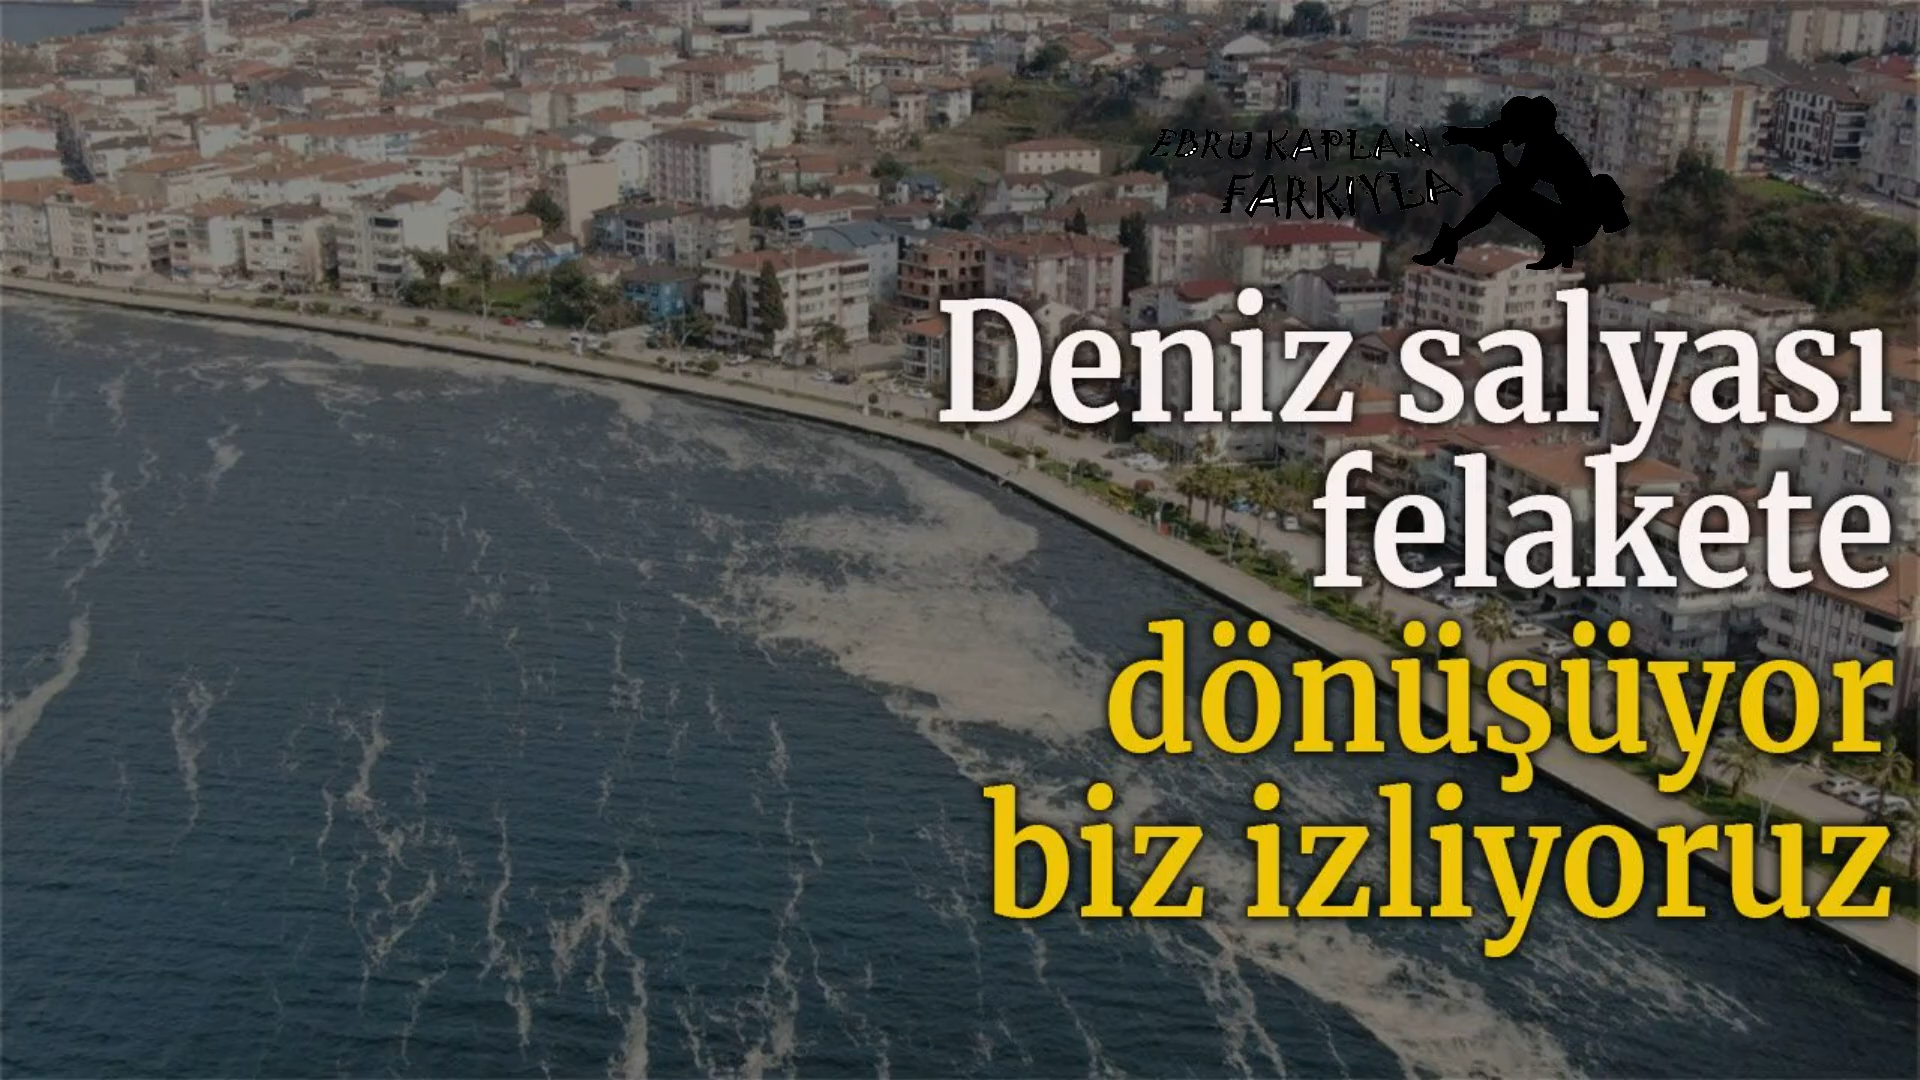 EBRU KAPLAN
FARKIYLA
Deniz salyası
felakete
dönüşüyor
biz izliyoruz